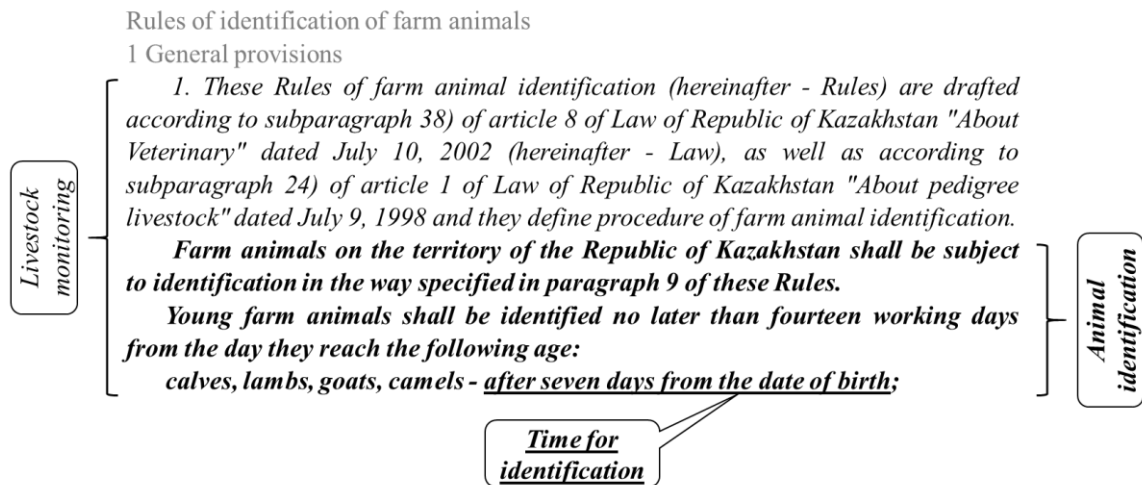 Rules of identification of farm animals
1 General provisions
1. These Rules of farm animal identification (hereinafter - Rules) are drafted
according to subparagraph 38) of article 8 of Law of Republic of Kazakhstan "About
Veterinary" dated July 10, 2002 (hereinafter - Law), as well as according to
subparagraph 24) of article 1 of Law of Republic of Kazakhstan "About pedigree
livestock" dated July 9, 1998 and they define procedure of farm animal identification.
Farm animals on the territory of the Republic of Kazakhstan shall be subject
to identification in the way specified in paragraph 9 of these Rules.
Young farm animals shall be identified no later than fourteen working days
from the day they reach the following age:
calves, lambs, goats, camels - after seven days from the date of birth;
Livestock
monitoring
Animal
identification
Time for
identification